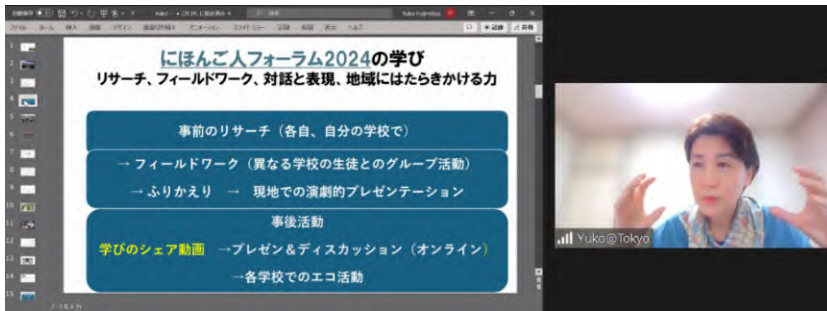 にほんご人フォーラム2024の学び
リサーチ、フィールドワーク、対話と表現、地域にはたらきかける力
事前のリサーチ（各自、自分の学校で）
→ フィールドワーク（異なる学校の生徒とのグループ活動）
→ ふりかえり → 現地での演劇的プレゼンテーション
事後活動
学びのシェア動画 →プレゼン＆ディスカッション（オンライン）
→各学校でのエコ活動
Yuko@Tokyo